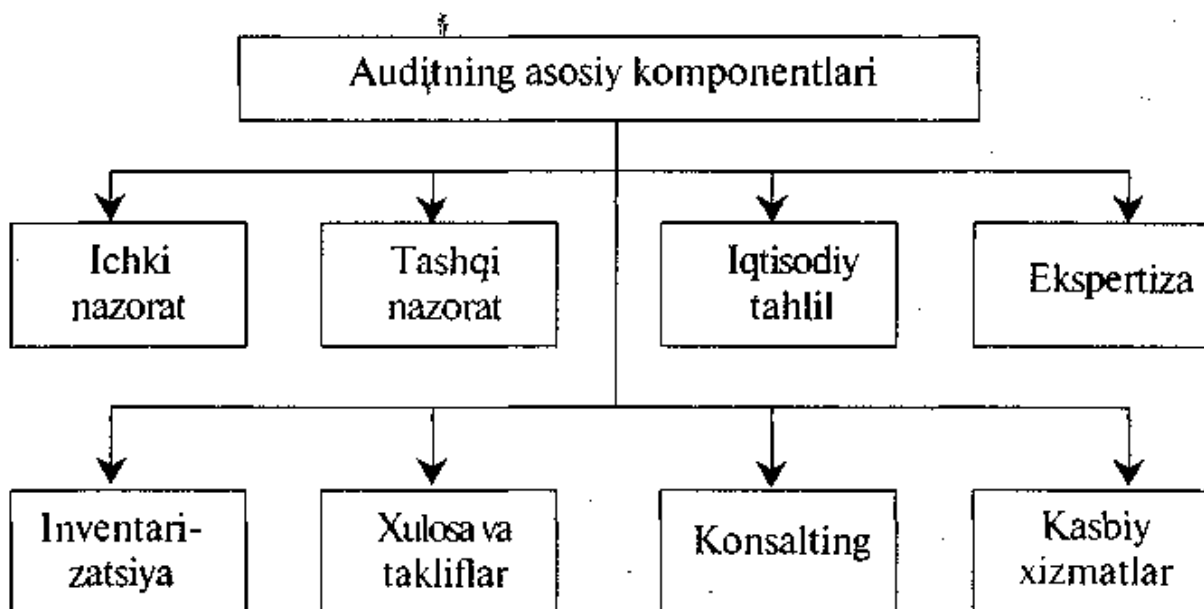 Auditning asosiy komponentlari
Ichki
nazorat
Tashqi
nazorat
Iqtisodiy
tahlil
Ekspertiza
Inventari-
zatsiya
Xulosa va
takliflar
Konsalting
Kasbiy
xizmatlar